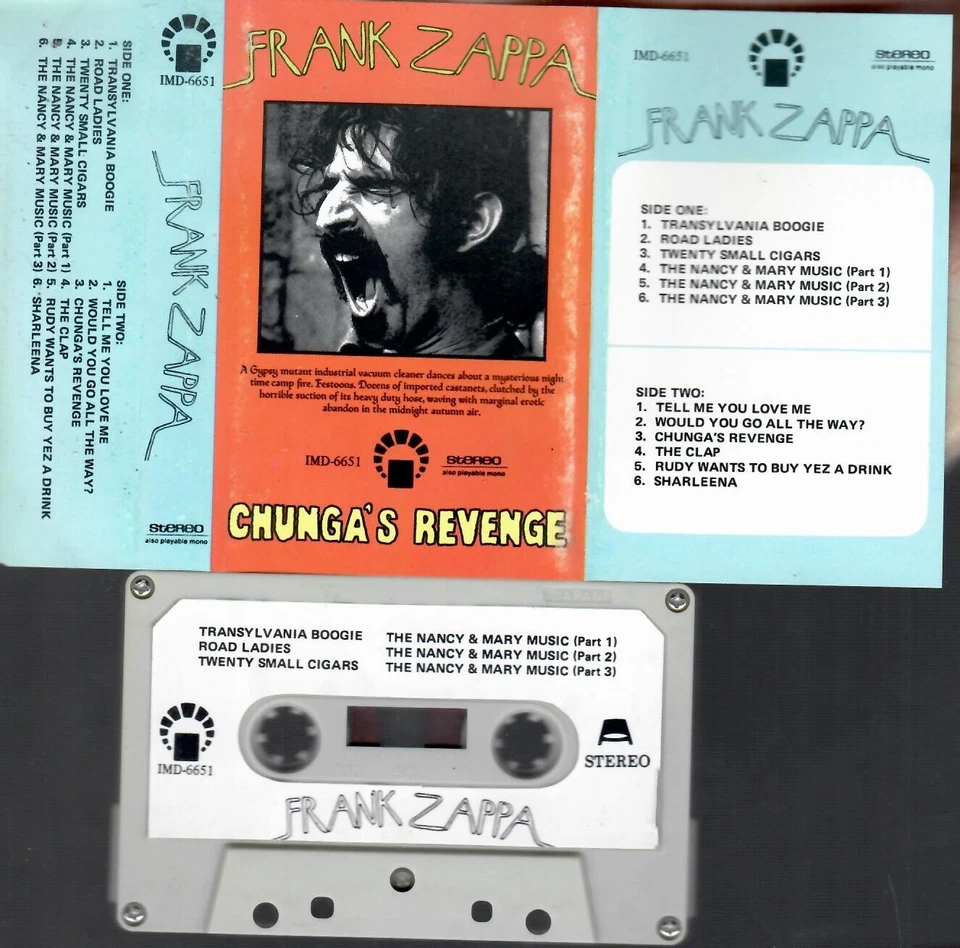 IMD-6651
SIDE ONE:
1. TRANSYLVANIA BOOGIE
2. ROAD LADIES
3. TWENTY SMALL CIGARS
4. THE NANCY & MARY MUSIC (Part 1)
5. THE NANCY & MARY MUSIC (Part 2)
6. THE NANCY & MARY MUSIC (Part 3)
SIDE TWO:
1. TELL ME YOU LOVE ME
2. WOULD YOU GO ALL THE WAY?
3. CHUNGA'S REVENGE
4. THE CLAP
5. RUDY WANTS TO BUY YEZ A DRINK
6. SHARLEENA
FRANK ZAPPA
STEREO
also playable mono
FRANK ZAPPA
A Gypsy mutant industrial vacuum cleaner dances about a mysterious night
time camp fire. Festoons. Dozens of imported castanets, clutched by the
horrible suction of its heavy duty hose, waving with marginal erotic
abandon in the midnight autumn air.
IMD-6651
STEREO
also playable mono
CHUNGA'S REVENGE
IMD-6651
STEREO
also playable mono
FRANK ZAPPA
SIDE ONE:
1. TRANSYLVANIA BOOGIE
2. ROAD LADIES
3. TWENTY SMALL CIGARS
4. THE NANCY & MARY MUSIC (Part 1)
5. THE NANCY & MARY MUSIC (Part 2)
6. THE NANCY & MARY MUSIC (Part 3)
SIDE TWO:
1. TELL ME YOU LOVE ME
2. WOULD YOU GO ALL THE WAY?
3. CHUNGA'S REVENGE
4. THE CLAP
5. RUDY WANTS TO BUY YEZ A DRINK
6. SHARLEENA
JAPAN
TRANSYLVANIA BOOGIE THE NANCY & MARY MUSIC (Part 1)
ROAD LADIES THE NANCY & MARY MUSIC (Part 2)
TWENTY SMALL CIGARS THE NANCY & MARY MUSIC (Part 3)
IMD-6651
A
STEREO
FRANK ZAPPA